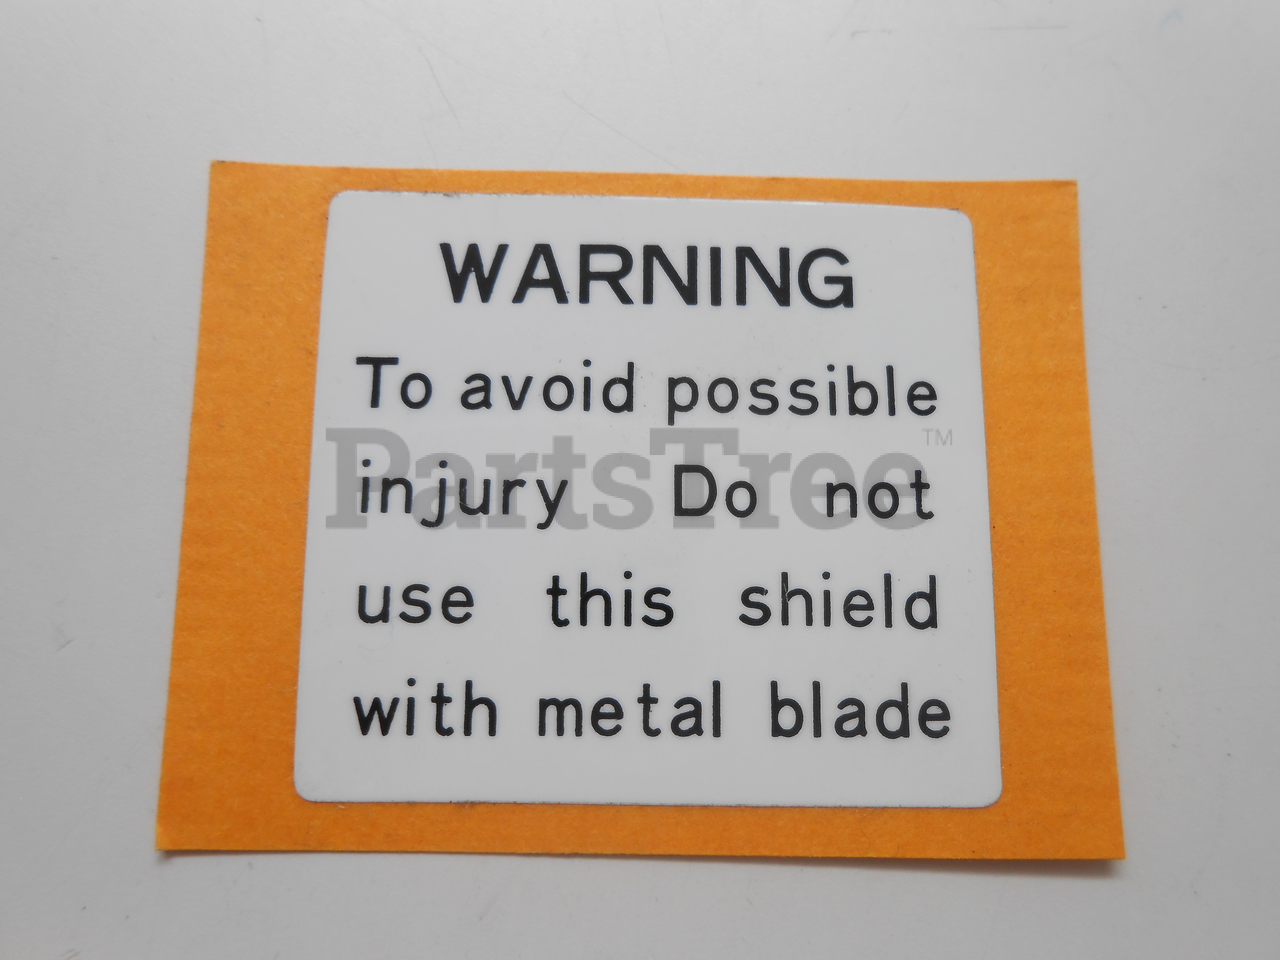 WARNING
To avoid possible
PartsTree™
injury Do not
use this shield
with metal blade